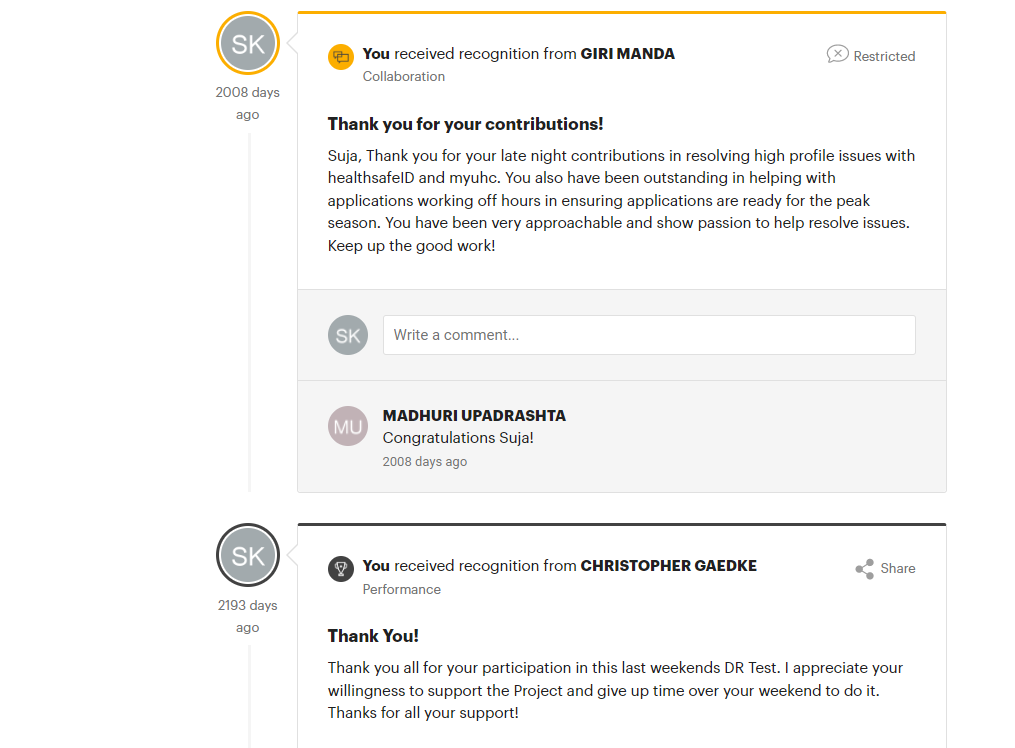 SK
2008 days
ago
You received recognition from GIRI MANDA
Collaboration
Restricted
Thank you for your contributions!
Suja, Thank you for your late night contributions in resolving high profile issues with
healthsafeID and myuhc. You also have been outstanding in helping with
applications working off hours in ensuring applications are ready for the peak
season. You have been very approachable and show passion to help resolve issues.
Keep up the good work!
SK
Write a comment...
MU
MADHURI UPADRASHTA
Congratulations Suja!
2008 days ago
SK
2193 days
ago
You received recognition from CHRISTOPHER GAEDKE
Performance
Share
Thank You!
Thank you all for your participation in this last weekends DR Test. I appreciate your
willingness to support the Project and give up time over your weekend to do it.
Thanks for all your support!